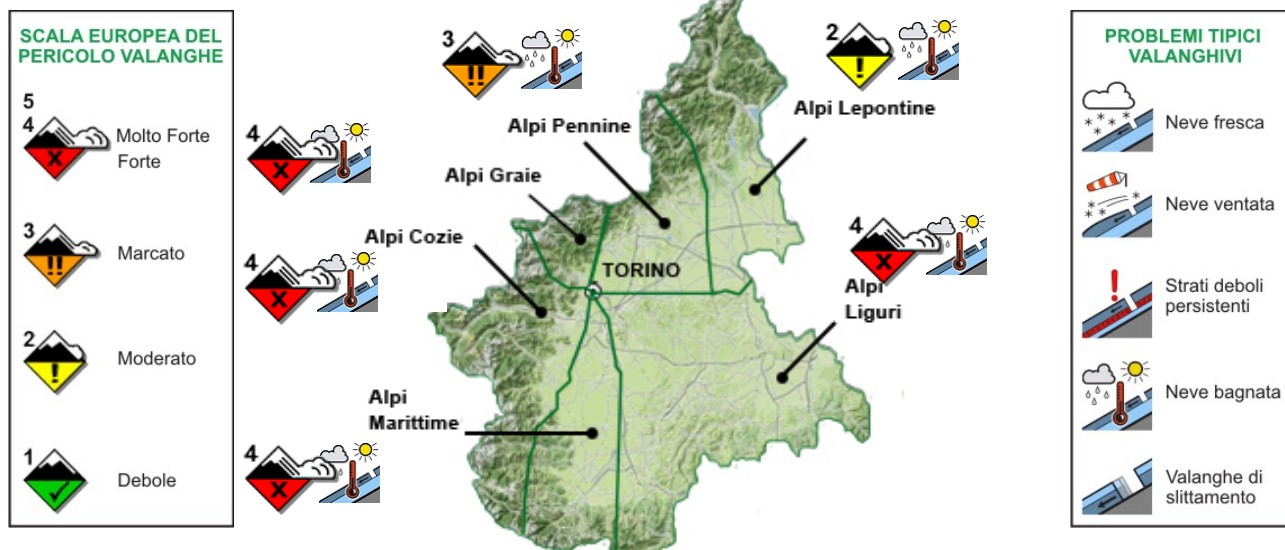 SCALA EUROPEA DEL
PERICOLO VALANGHE
5
4
Molto Forte
Forte
3
Marcato
2
Moderato
1
Debole
4
4
4
3
2
4
Alpi Lepontine
Alpi Pennine
Alpi Graie
Alpi Cozie
TORINO
Alpi
Liguri
Alpi
Marittime
PROBLEMI TIPICI
VALANGHIVI
Neve fresca
Neve ventata
Strati deboli
persistenti
Neve bagnata
Valanghe di
slittamento